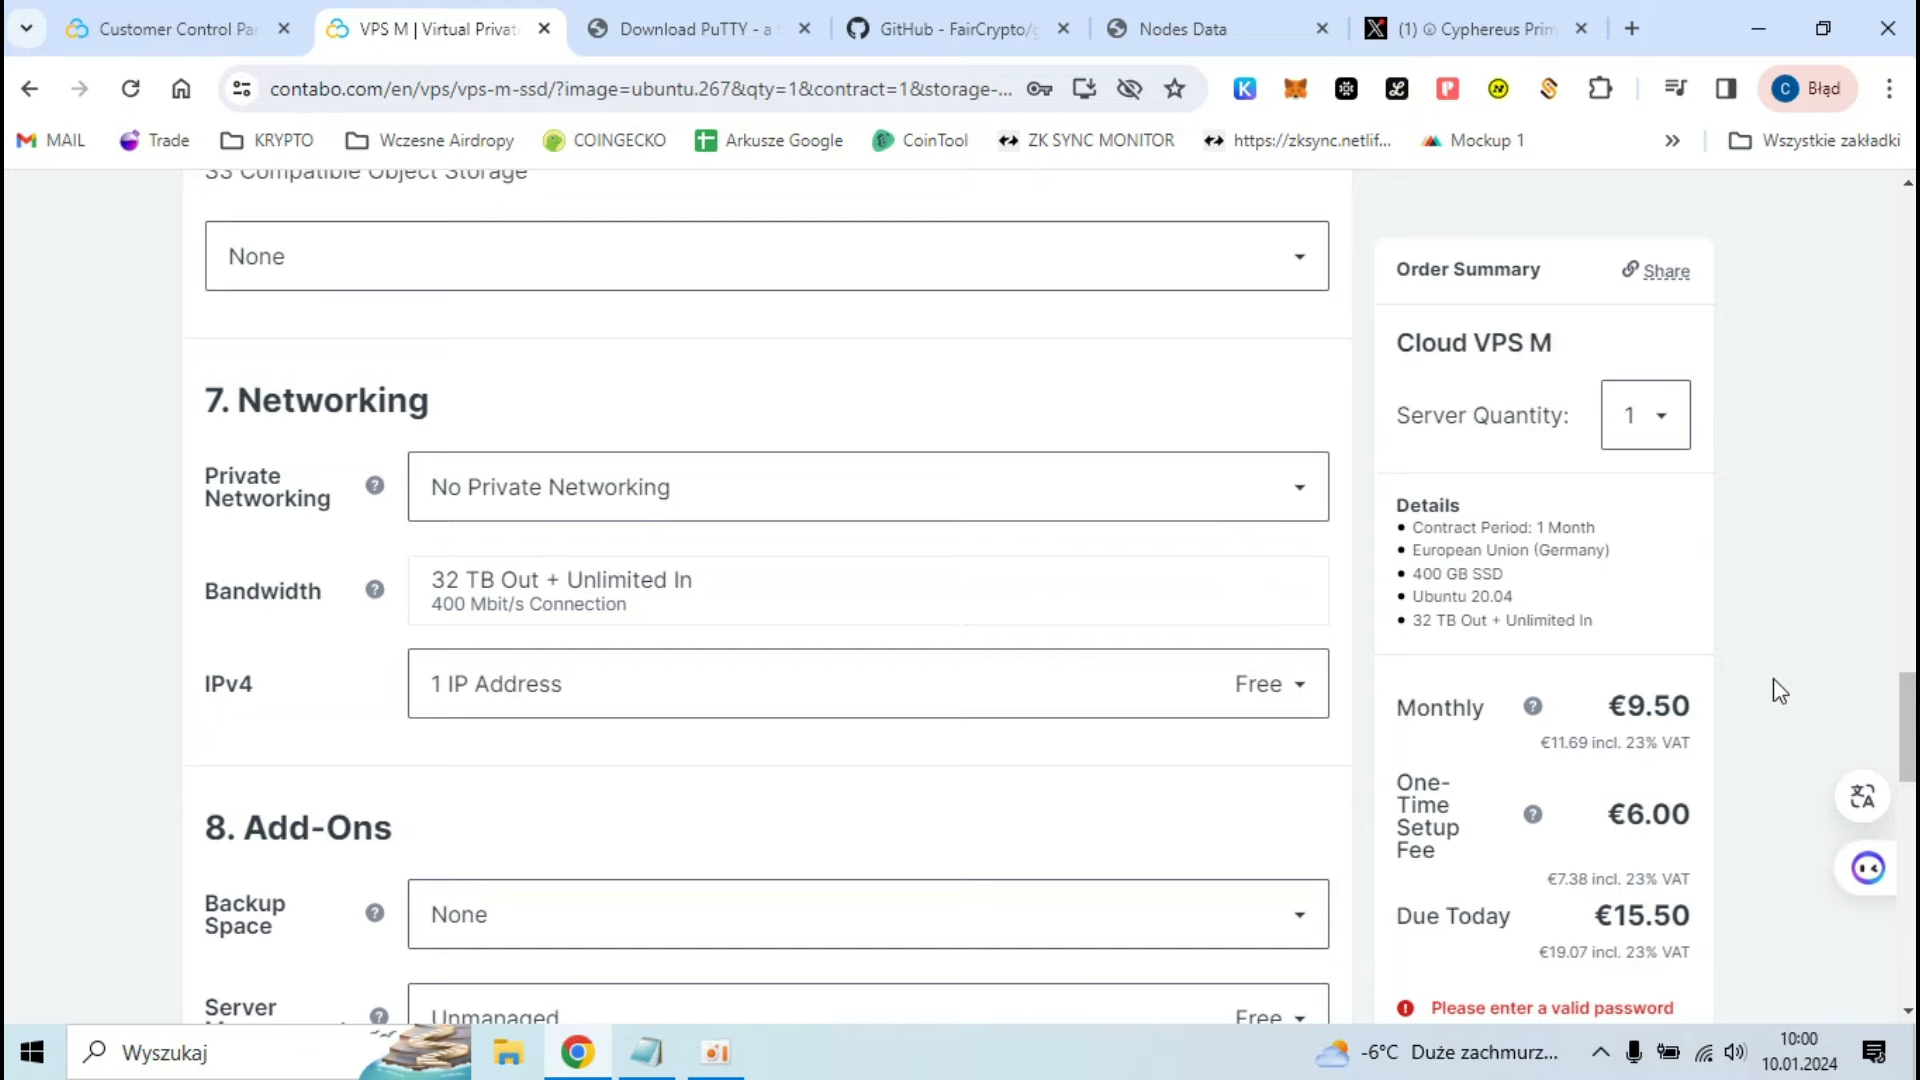 Customer Control Pa
VPS M | Virtual Privat
Download PuTTY - a
GitHub - FairCrypto/g
Nodes Data
(1) Cyphereus Prim
contabo.com/en/vps/vps-m-ssd/?image=ubuntu.267&qty=1&contract=1&storage-...
Błąd
MAIL
Trade
KRYPTO
Wczesne Airdropy
COINGECKO
Arkusze Google
CoinTool
ZK SYNC MONITOR
https://zksync.netlif...
Mockup 1
Wszystkie zakładki
S3 Compatible Object Storage
None
7. Networking
Private Networking
No Private Networking
Bandwidth
32 TB Out + Unlimited In
400 Mbit/s Connection
IPv4
1 IP Address
Free
8. Add-Ons
Backup Space
None
Server
Unmanaged
Free
Order Summary
Share
Cloud VPS M
Server Quantity:
1
Details
Contract Period: 1 Month
European Union (Germany)
400 GB SSD
Ubuntu 20.04
32 TB Out + Unlimited In
Monthly
€9.50
€11.69 incl. 23% VAT
One-Time Setup Fee
€6.00
€7.38 incl. 23% VAT
Due Today
€15.50
€19.07 incl. 23% VAT
Please enter a valid password
Wyszukaj
-6°C Duże zachmurz...
10:00
10.01.2024